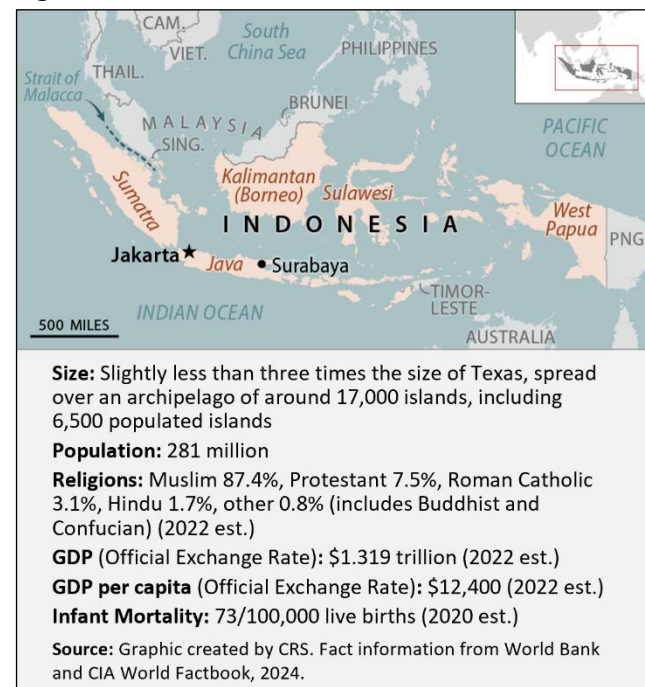 CAM.
South
China Sea
VIET.
PHILIPPINES
Strait of
Malacca
THAIL.
BRUNEI
MALAYSIA
PACIFIC
OCEAN
SING.
Kalimantan
(Borneo)
Sulawesi
Sumatra
West
Papua
INDONESIA
PNG
Jakarta
Java
Surabaya
TIMOR-
LESTE
INDIAN OCEAN
500 MILES
AUSTRALIA
Size: Slightly less than three times the size of Texas, spread
over an archipelago of around 17,000 islands, including
6,500 populated islands
Population: 281 million
Religions: Muslim 87.4%, Protestant 7.5%, Roman Catholic
3.1%, Hindu 1.7%, other 0.8% (includes Buddhist and
Confucian) (2022 est.)
GDP (Official Exchange Rate): $1.319 trillion (2022 est.)
GDP per capita (Official Exchange Rate): $12,400 (2022 est.)
Infant Mortality: 73/100,000 live births (2020 est.)
Source: Graphic created by CRS. Fact information from World Bank
and CIA World Factbook, 2024.